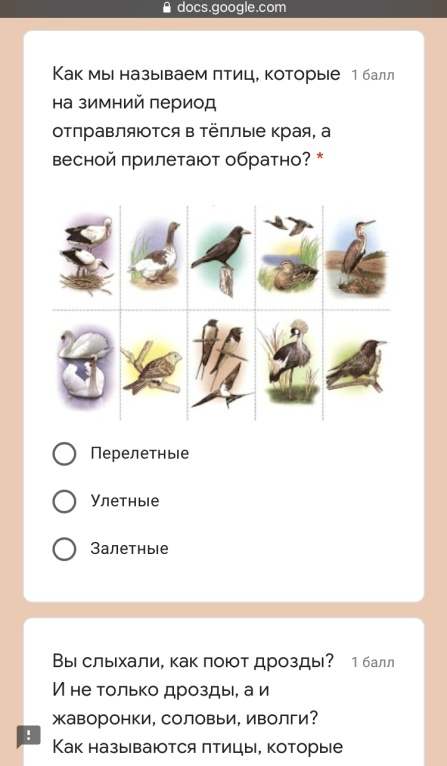 docs.google.com
Как мы называем птиц, которые 1 балл
на зимний период
отправляются в тёплые края, а
весной прилетают обратно? *
Перелетные
Улетные
Залетные
Вы слыхали, как поют дрозды? 1 балл
И не только дрозды, а и
жаворонки, соловьи, иволги?
Как называются птицы, которые